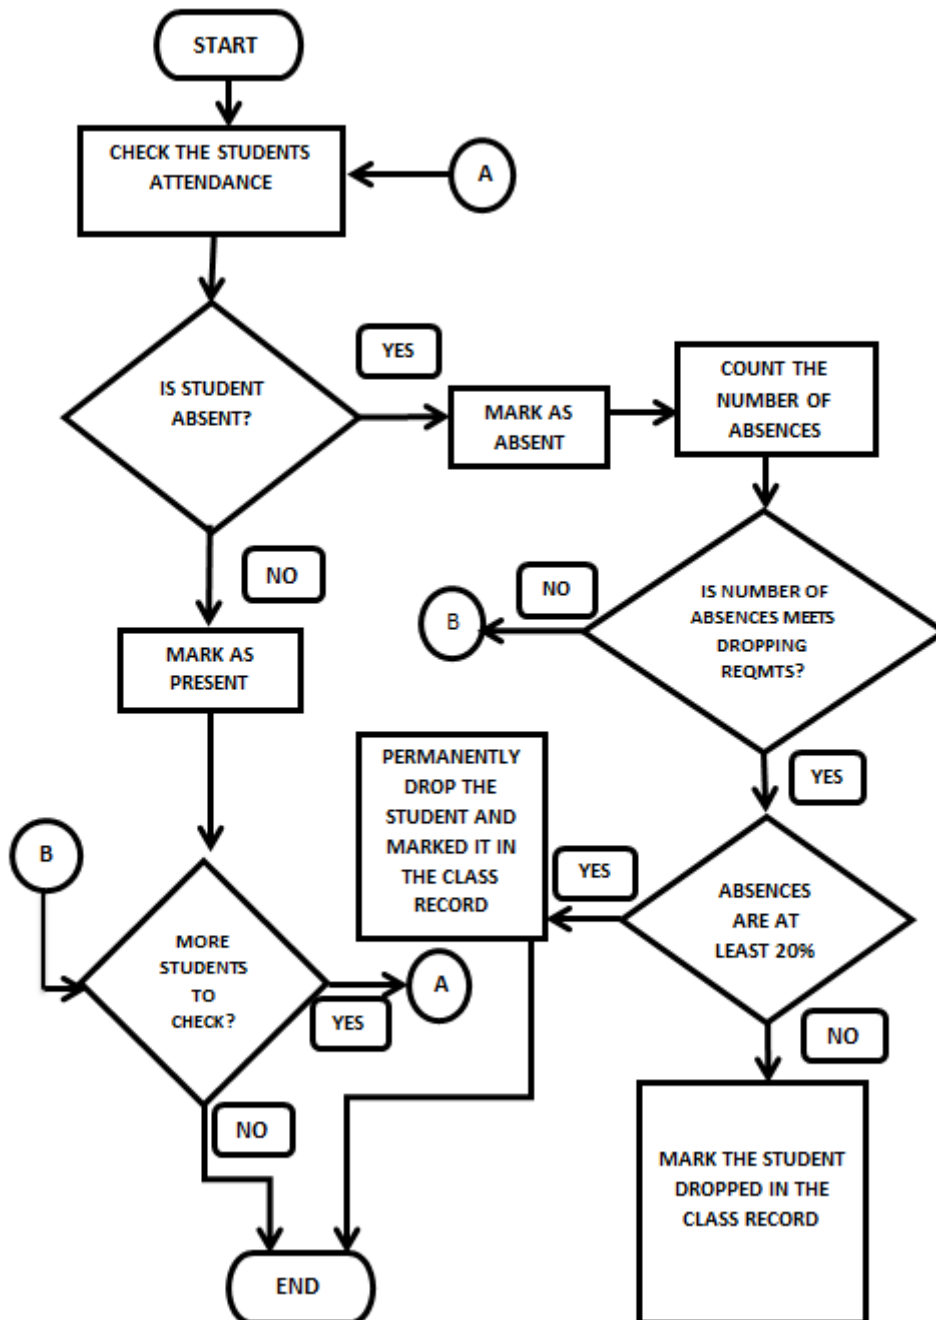 START
CHECK THE STUDENTS
ATTENDANCE
A
IS STUDENT
ABSENT?
YES
MARK AS
ABSENT
COUNT THE
NUMBER OF
ABSENCES
NO
MARK AS
PRESENT
B
NO
IS NUMBER OF
ABSENCES MEETS
DROPPING
REQMTS?
YES
PERMANENTLY
DROP THE
STUDENT AND
MARKED IT IN
THE CLASS
RECORD
YES
ABSENCES
ARE AT
LEAST 20%
B
MORE
STUDENTS
TO
CHECK?
YES
A
NO
NO
MARK THE STUDENT
DROPPED IN THE
CLASS RECORD
END